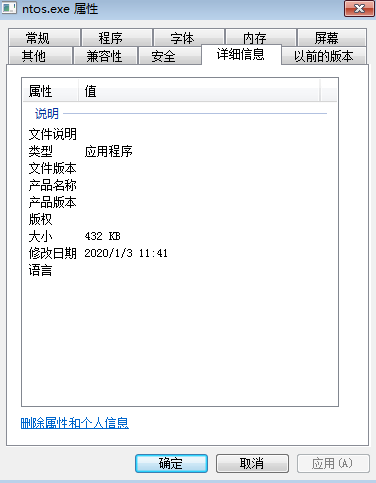 ntos.exe 属性
常规 程序 字体 内存 屏幕
其他 兼容性 安全 详细信息 以前的版本
属性 值
说明
文件说明
类型 应用程序
文件版本
产品名称
产品版本
版权
大小 432 KB
修改日期 2020/1/3 11:41
语言
删除属性和个人信息
确定 取消 应用(A)